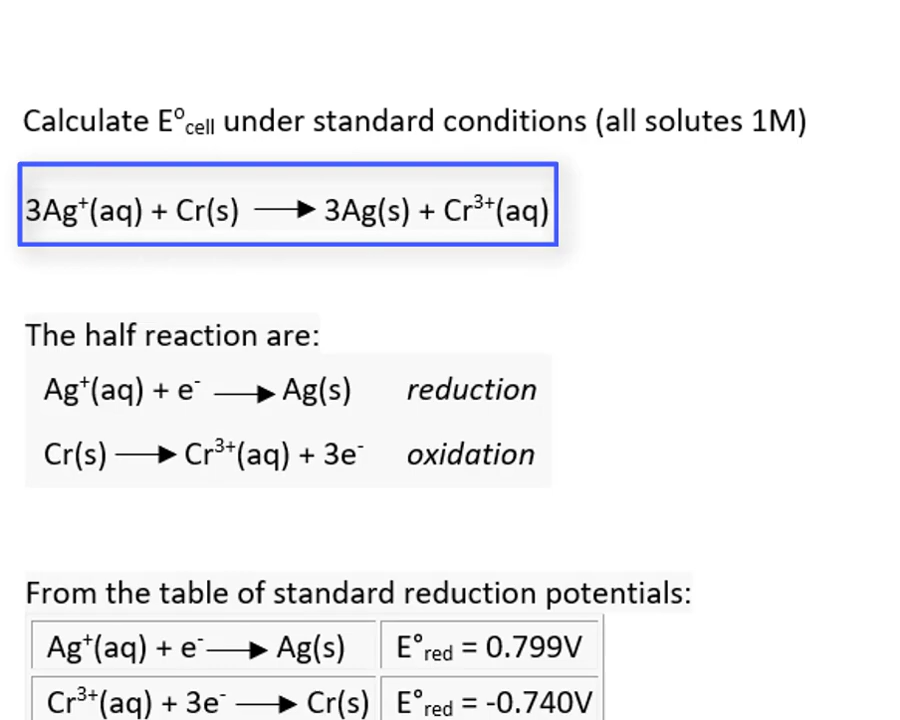 Calculate E°cell under standard conditions (all solutes 1M)
3Ag⁺(aq) + Cr(s) ⟶ 3Ag(s) + Cr³⁺(aq)
The half reaction are:
Ag⁺(aq) + e⁻ ⟶ Ag(s) reduction
Cr(s) ⟶ Cr³⁺(aq) + 3e⁻ oxidation
From the table of standard reduction potentials:
Ag⁺(aq) + e⁻ ⟶ Ag(s) E°red = 0.799V
Cr³⁺(aq) + 3e⁻ ⟶ Cr(s) E°red = -0.740V